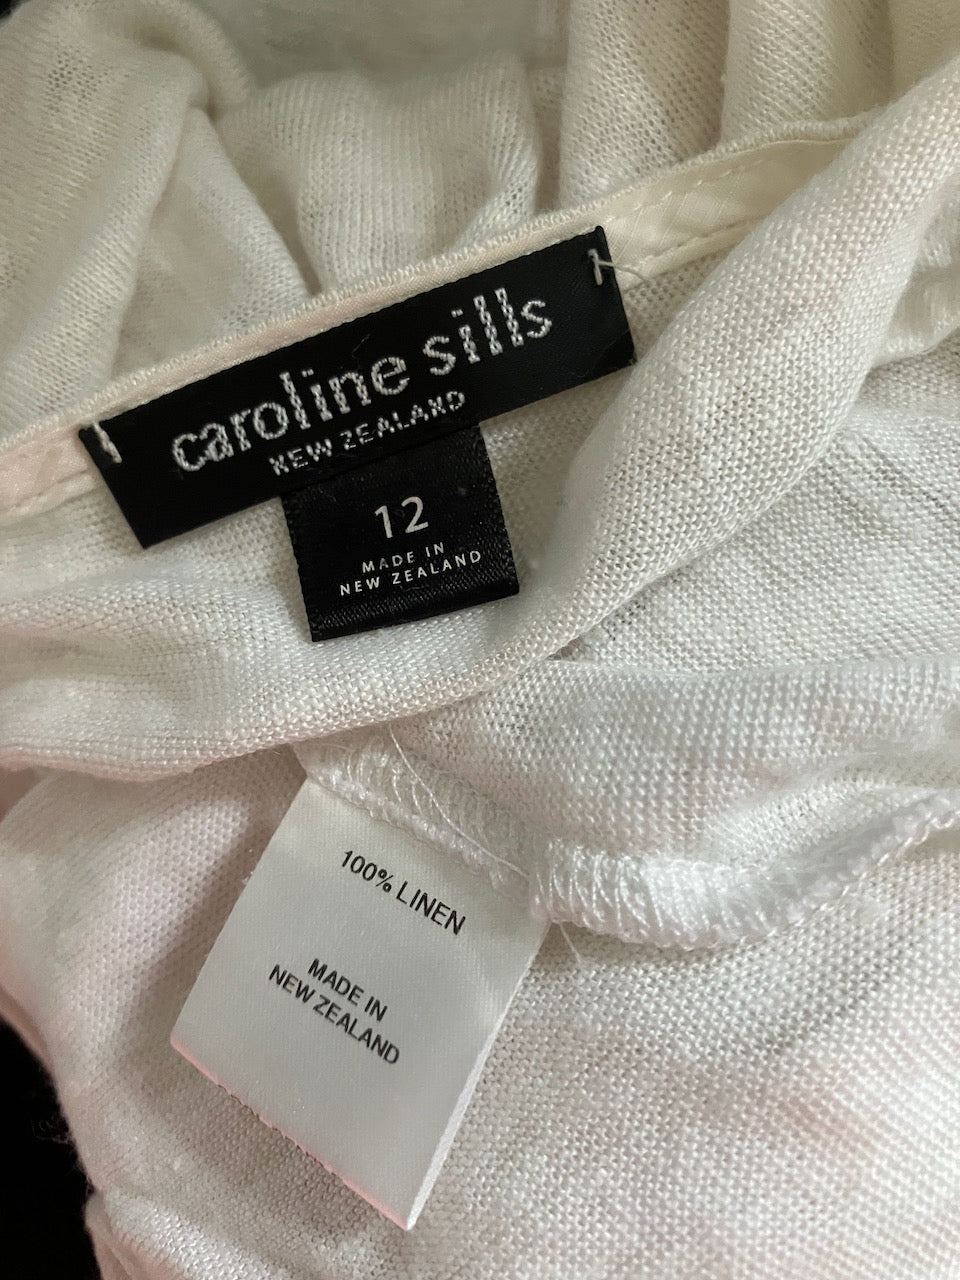 caroline sills
NEW ZEALAND
12
MADE IN
NEW ZEALAND
100% LINEN
MADE IN
NEW ZEALAND